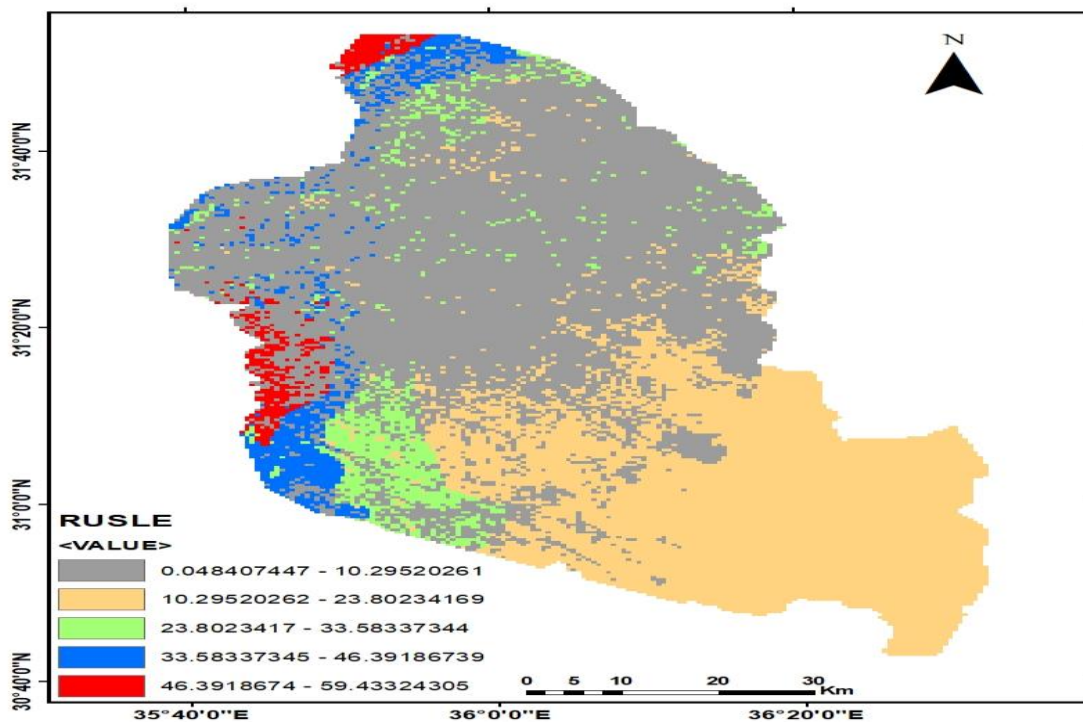 N
31°40'0"N
31°20'0"N
31°0'0"N
30°40'0"N
RUSLE
<VALUE>
0.048407447 - 10.29520261
10.29520262 - 23.80234169
23.8023417 - 33.58337344
33.58337345 - 46.39186739
46.3918674 - 59.43324305
0 5 10 20 30
Km
35°40'0"E 36°0'0"E 36°20'0"E